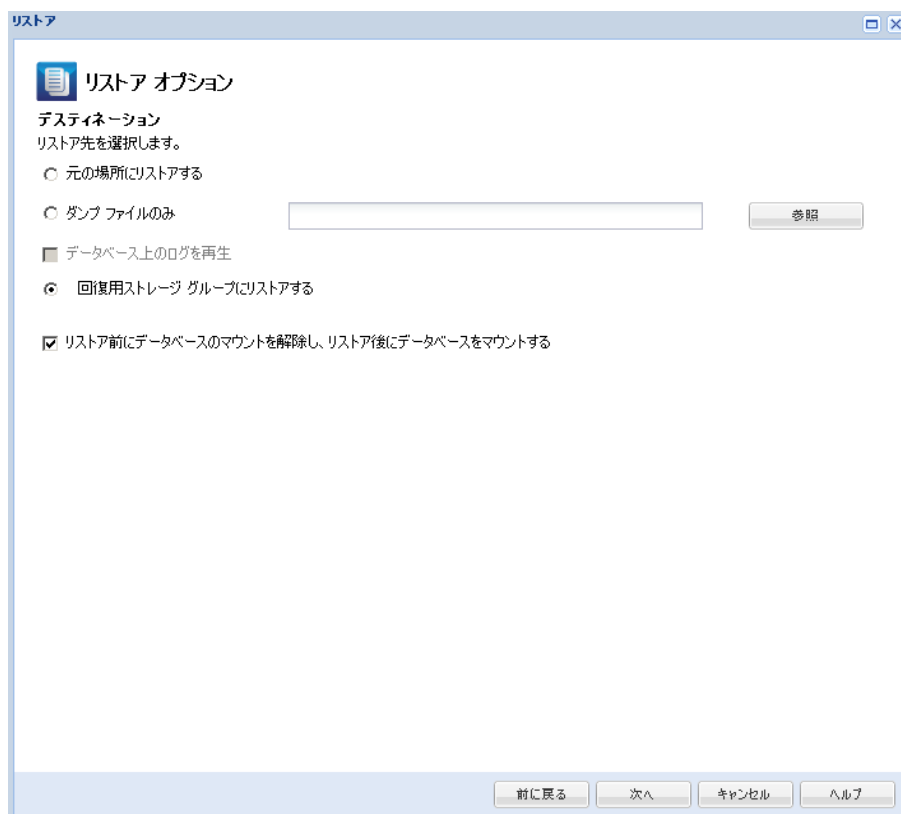 リストア
リストア オプション
デスティネーション
リストア先を選択します。
元の場所にリストアする
ダンプ ファイルのみ
参照
データベース上のログを再生
回復用ストレージ グループにリストアする
リストア前にデータベースのマウントを解除し、リストア後にデータベースをマウントする
前に戻る 次へ キャンセル ヘルプ